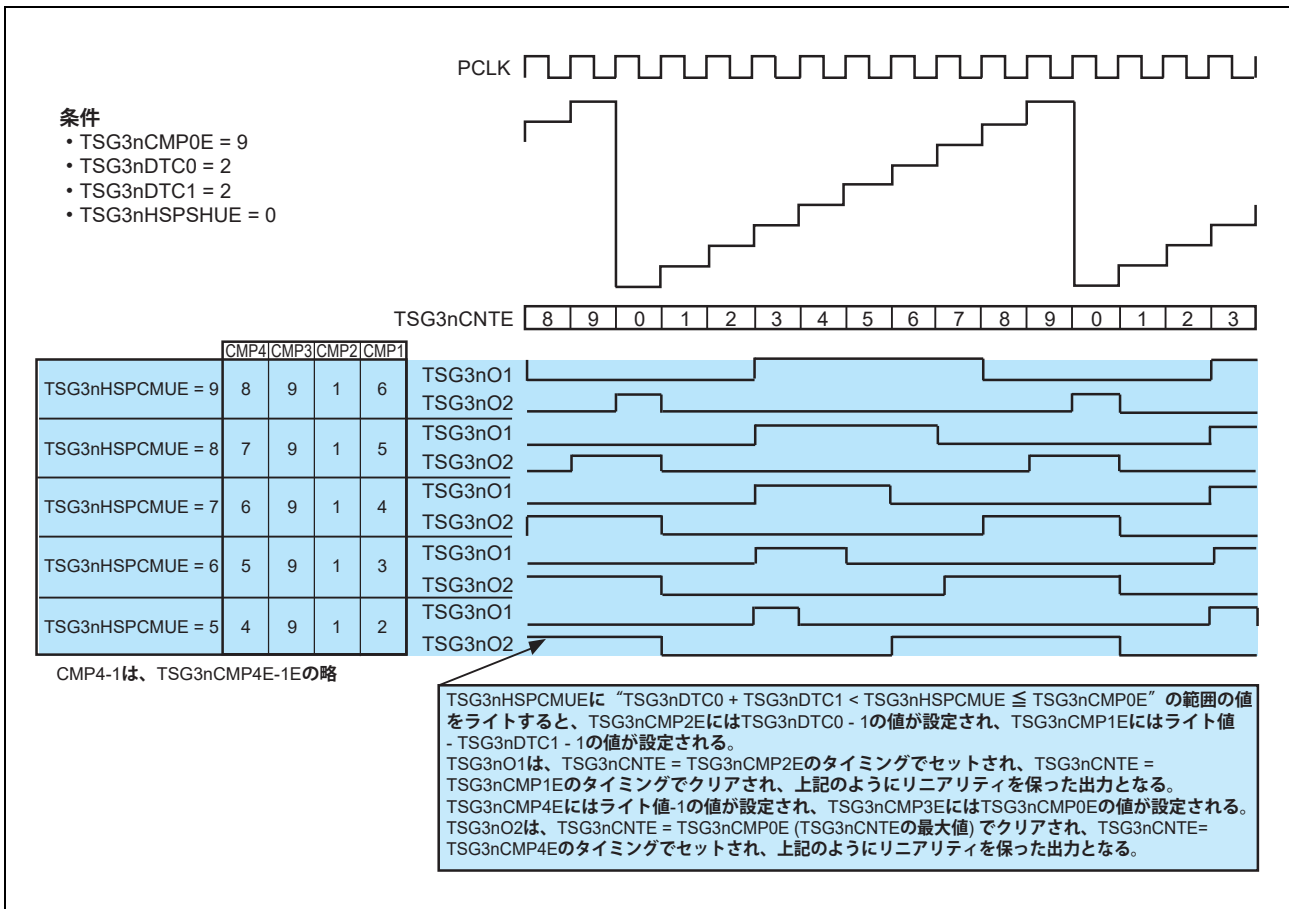 PCLK
条件
・TSG3nCMP0E = 9
・TSG3nDTC0 = 2
・TSG3nDTC1 = 2
・TSG3nHSPSHUE = 0
TSG3nCNTE 8 9 0 1 2 3 4 5 6 7 8 9 0 1 2 3
CMP4 CMP3 CMP2 CMP1
TSG3nHSPCMUE = 9 8 9 1 6
TSG3nO1
TSG3nO2
TSG3nHSPCMUE = 8 7 9 1 5
TSG3nO1
TSG3nO2
TSG3nHSPCMUE = 7 6 9 1 4
TSG3nO1
TSG3nO2
TSG3nHSPCMUE = 6 5 9 1 3
TSG3nO1
TSG3nO2
TSG3nHSPCMUE = 5 4 9 1 2
TSG3nO1
TSG3nO2
CMP4-1は、TSG3nCMP4E-1Eの略
TSG3nHSPCMUEに“TSG3nDTC0 + TSG3nDTC1 < TSG3nHSPCMUE ≦ TSG3nCMP0E”の範囲の値
をライトすると、TSG3nCMP2EにはTSG3nDTC0 - 1の値が設定され、TSG3nCMP1Eにはライト値
- TSG3nDTC1 - 1の値が設定される。
TSG3nO1は、TSG3nCNTE = TSG3nCMP2Eのタイミングでセットされ、TSG3nCNTE =
TSG3nCMP1Eのタイミングでクリアされ、上記のようにリニアリティを保った出力となる。
TSG3nCMP4Eにはライト値-1の値が設定され、TSG3nCMP3EにはTSG3nCMP0Eの値が設定される。
TSG3nO2は、TSG3nCNTE = TSG3nCMP0E (TSG3nCNTEの最大値) でクリアされ、TSG3nCNTE=
TSG3nCMP4Eのタイミングでセットされ、上記のようにリニアリティを保った出力となる。